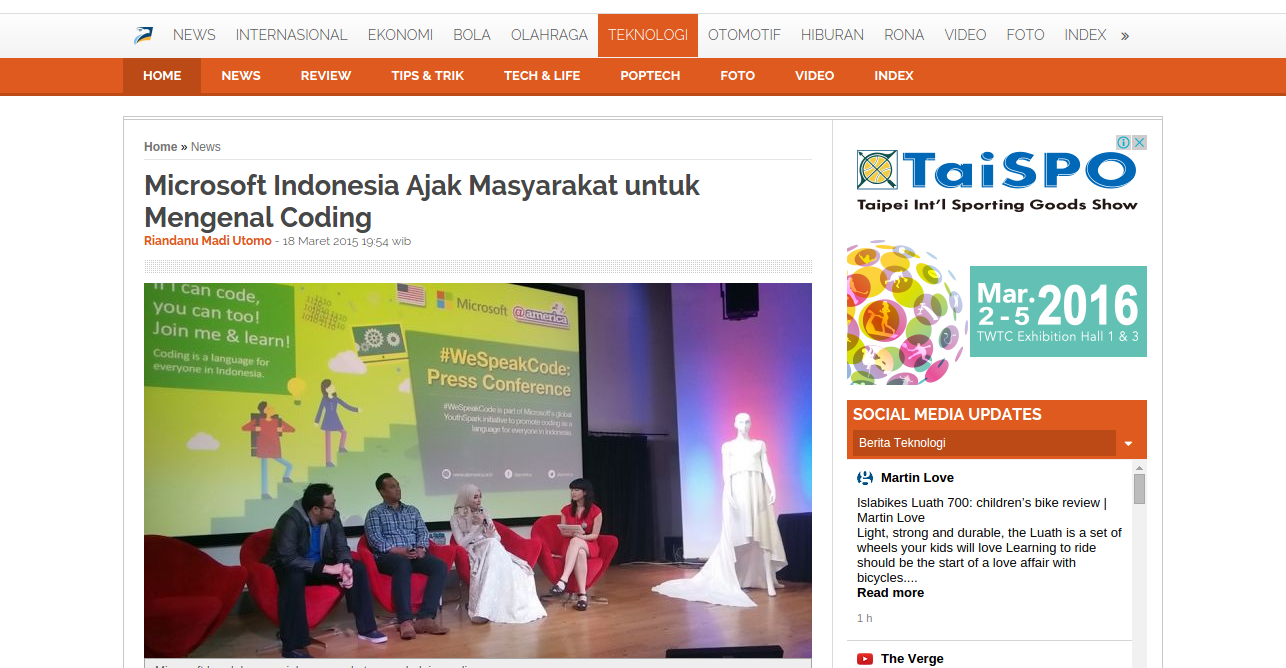 NEWS INTERNASIONAL EKONOMI BOLA OLAHRAGA TEKNOLOGI OTOMOTIF HIBURAN RONA VIDEO FOTO INDEX »
HOME NEWS REVIEW TIPS & TRIK TECH & LIFE POPTECH FOTO VIDEO INDEX
Home » News
Microsoft Indonesia Ajak Masyarakat untuk
Mengenal Coding
Riandanu Madi Utomo - 18 Maret 2015 19:54 wib
If I can code,
you can too!
Join me & learn!
Coding is a language for
everyone in Indonesia.
Microsoft @america
#WeSpeakCode:
Press Conference
#WeSpeakCode is part of Microsoft's global
YouthSpark initiative to promote coding as a
language for everyone in Indonesia
TaiSPO
Taipei Int'l Sporting Goods Show
Mar. 2016
2-5
TWTC Exhibition Hall 1 & 3
SOCIAL MEDIA UPDATES
Berita Teknologi
Martin Love
Islabikes Luath 700: children's bike review |
Martin Love
Light, strong and durable, the Luath is a set of
wheels your kids will love Learning to ride
should be the start of a love affair with
bicycles....
Read more
1 h
The Verge